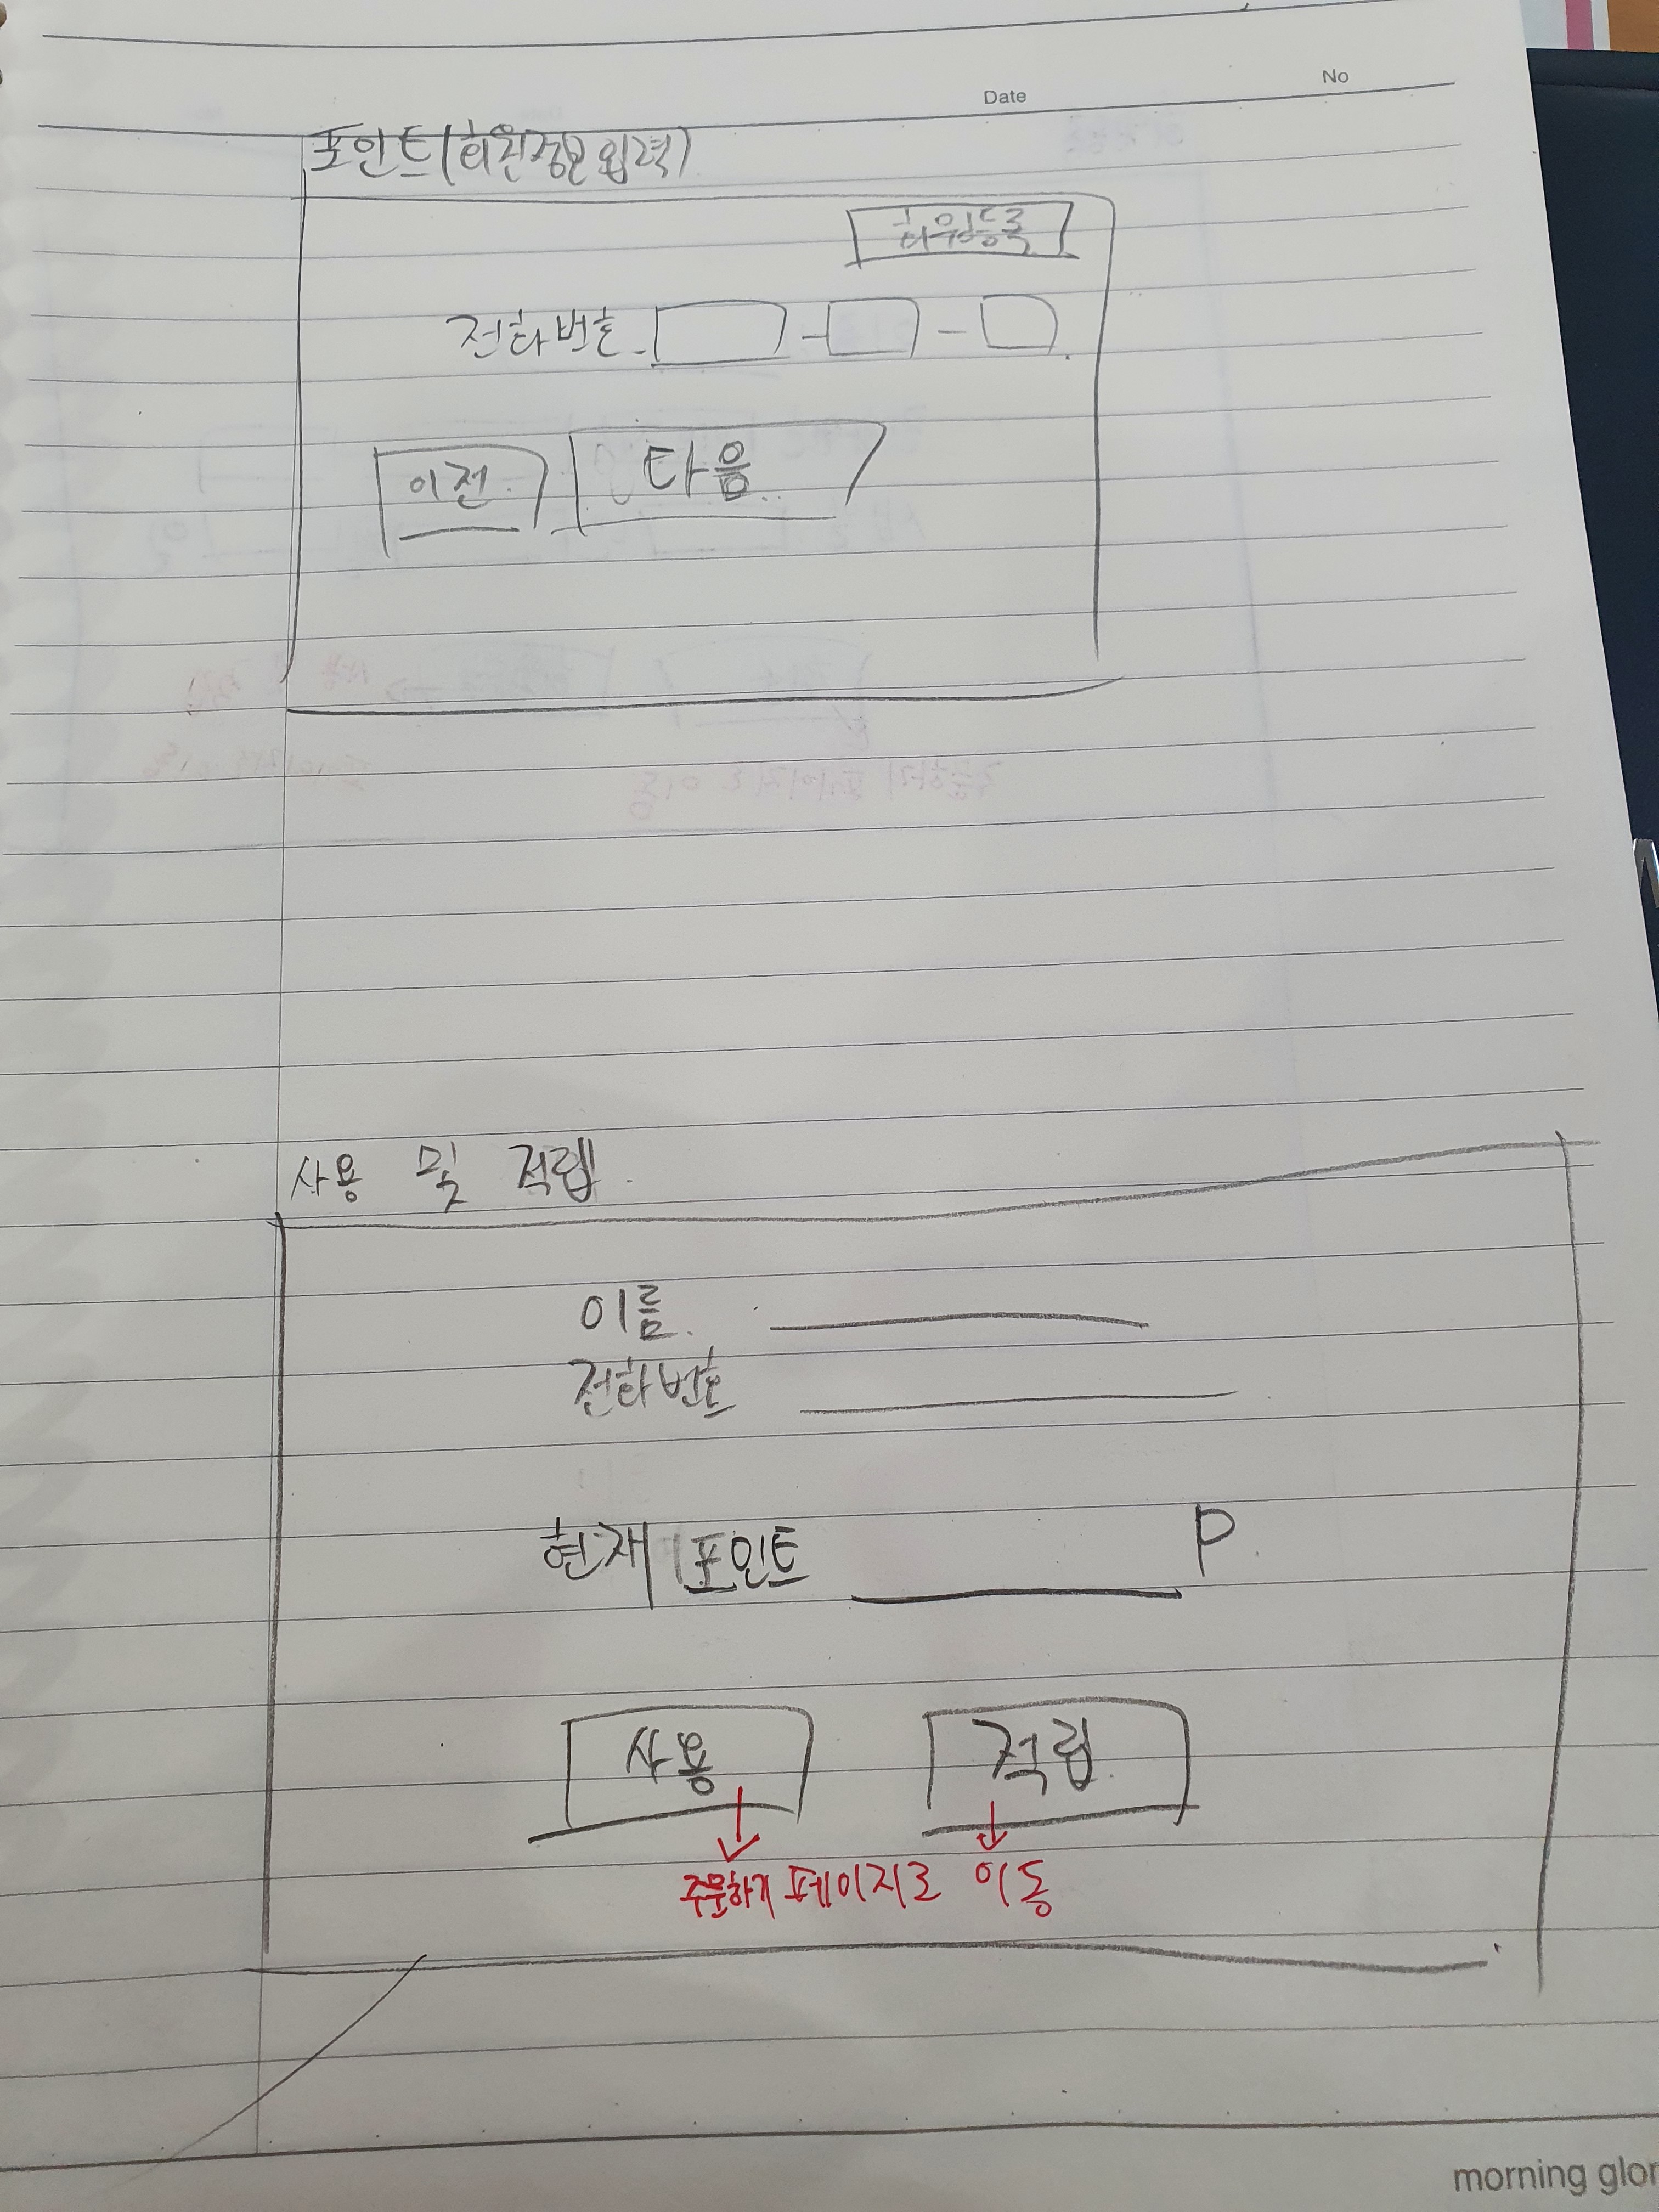 Date
No
포인트(회원정보입력)
회원등록
전화번호 - -
이전 다음
사용 및 적립
이름
전화번호
현재 포인트 P
사용 적립
주문하기 페이지로 이동
morning glor